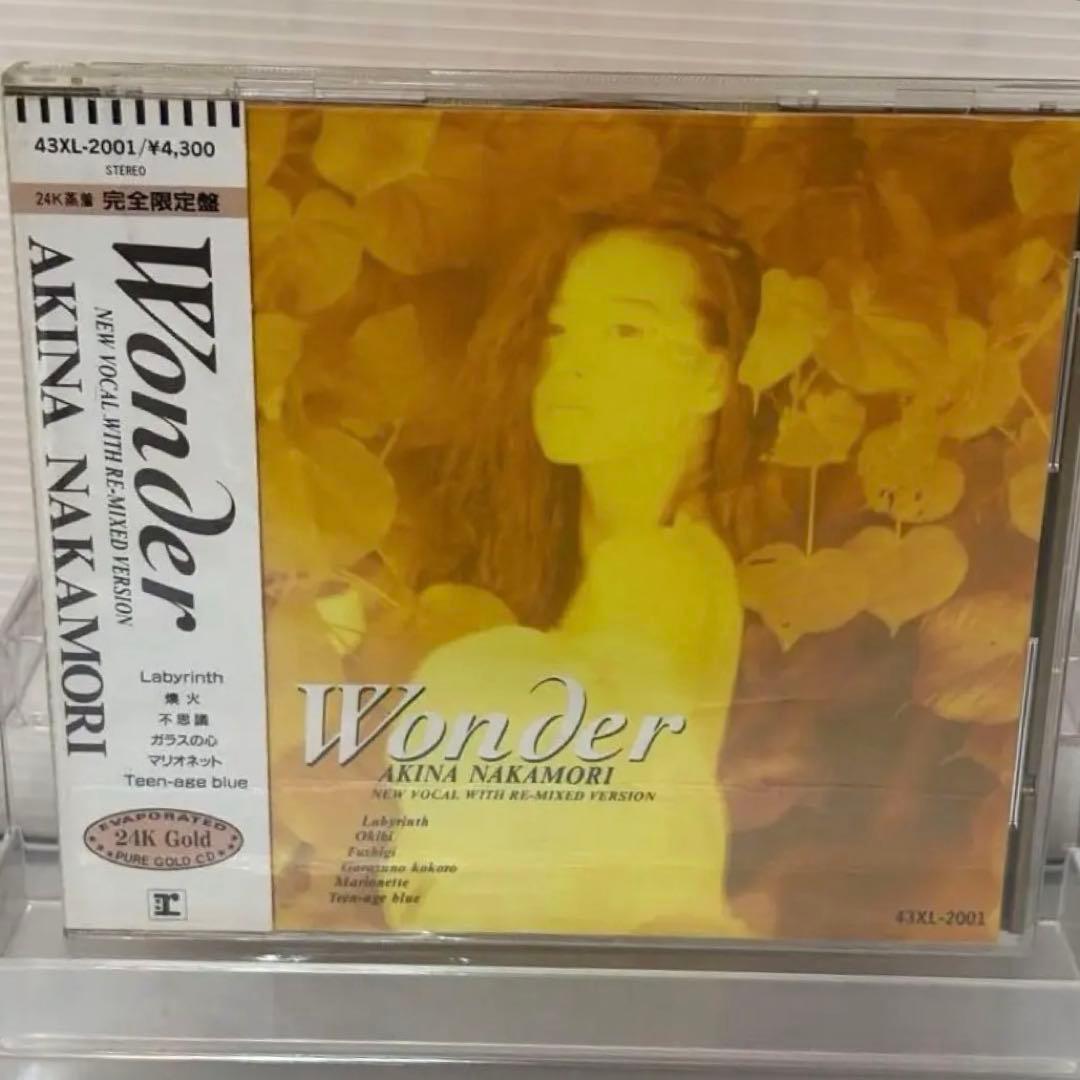 43XL-2001/¥4,300
STEREO
24K蒸着 完全限定盤
Wonder
NEW VOCAL WITH RE-MIXED VERSION
AKINA NAKAMORI
Labyrinth
燠火
不思議
ガラスの心
マリオネット
Teen-age blue
EVAPORATED
24K Gold
PURE GOLD CD
r
Wonder
AKINA NAKAMORI
NEW VOCAL WITH RE-MIXED VERSION
Labyrinth
Okibi
Fushigi
Garasuno kokoro
Marionette
Teen-age blue
43XL-2001